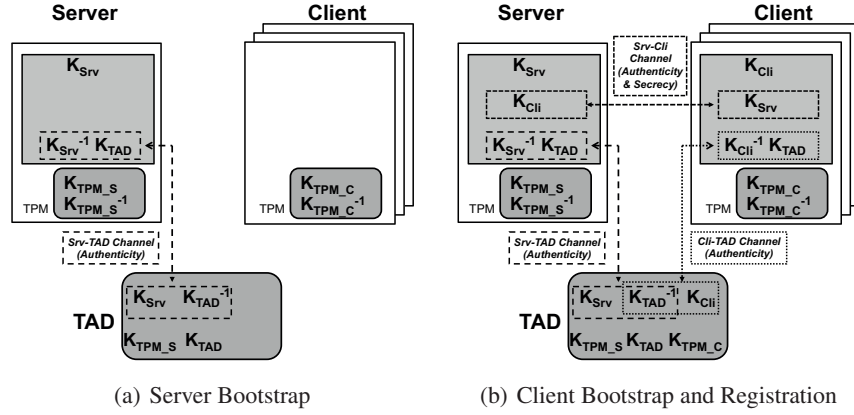 Server
Client
K_Srv
K_Srv^-1 K_TAD
K_TPM_S
K_TPM_S^-1
TPM
K_TPM_C
K_TPM_C^-1
TPM
Srv-TAD Channel
(Authenticity)
K_Srv K_TAD^-1
TAD
K_TPM_S K_TAD
(a) Server Bootstrap
Server
Client
K_Srv
K_Cli
K_Srv^-1 K_TAD
K_TPM_S
K_TPM_S^-1
TPM
Srv-Cli
Channel
(Authenticity
& Secrecy)
K_Cli
K_Srv
K_Cli^-1 K_TAD
K_TPM_C
K_TPM_C^-1
TPM
Srv-TAD Channel
(Authenticity)
Cli-TAD Channel
(Authenticity)
K_Srv K_TAD^-1 K_Cli
TAD
K_TPM_S K_TAD K_TPM_C
(b) Client Bootstrap and Registration